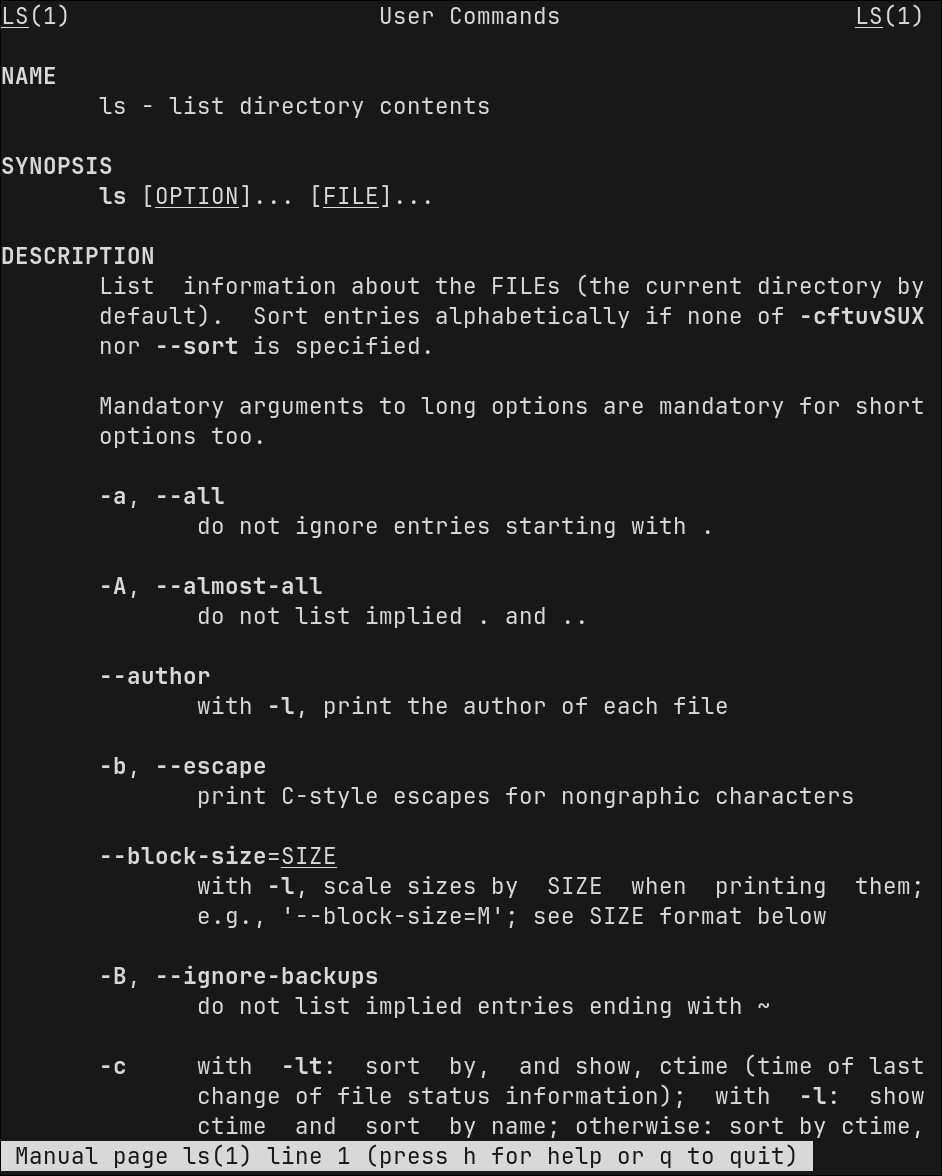 LS(1)                      User Commands                     LS(1)
NAME
ls - list directory contents
SYNOPSIS
ls [OPTION]... [FILE]...
DESCRIPTION
List  information about the FILEs (the current directory by
default).  Sort entries alphabetically if none of -cftuvSUX
nor --sort is specified.
Mandatory arguments to long options are mandatory for short
options too.
-a, --all
do not ignore entries starting with .
-A, --almost-all
do not list implied . and ..
--author
with -l, print the author of each file
-b, --escape
print C-style escapes for nongraphic characters
--block-size=SIZE
with -l, scale sizes by  SIZE  when  printing  them;
e.g., '--block-size=M'; see SIZE format below
-B, --ignore-backups
do not list implied entries ending with ~
-c     with  -lt:  sort  by,  and show, ctime (time of last
change of file status information);  with  -l:  show
ctime  and  sort  by name; otherwise: sort by ctime,
Manual page ls(1) line 1 (press h for help or q to quit)